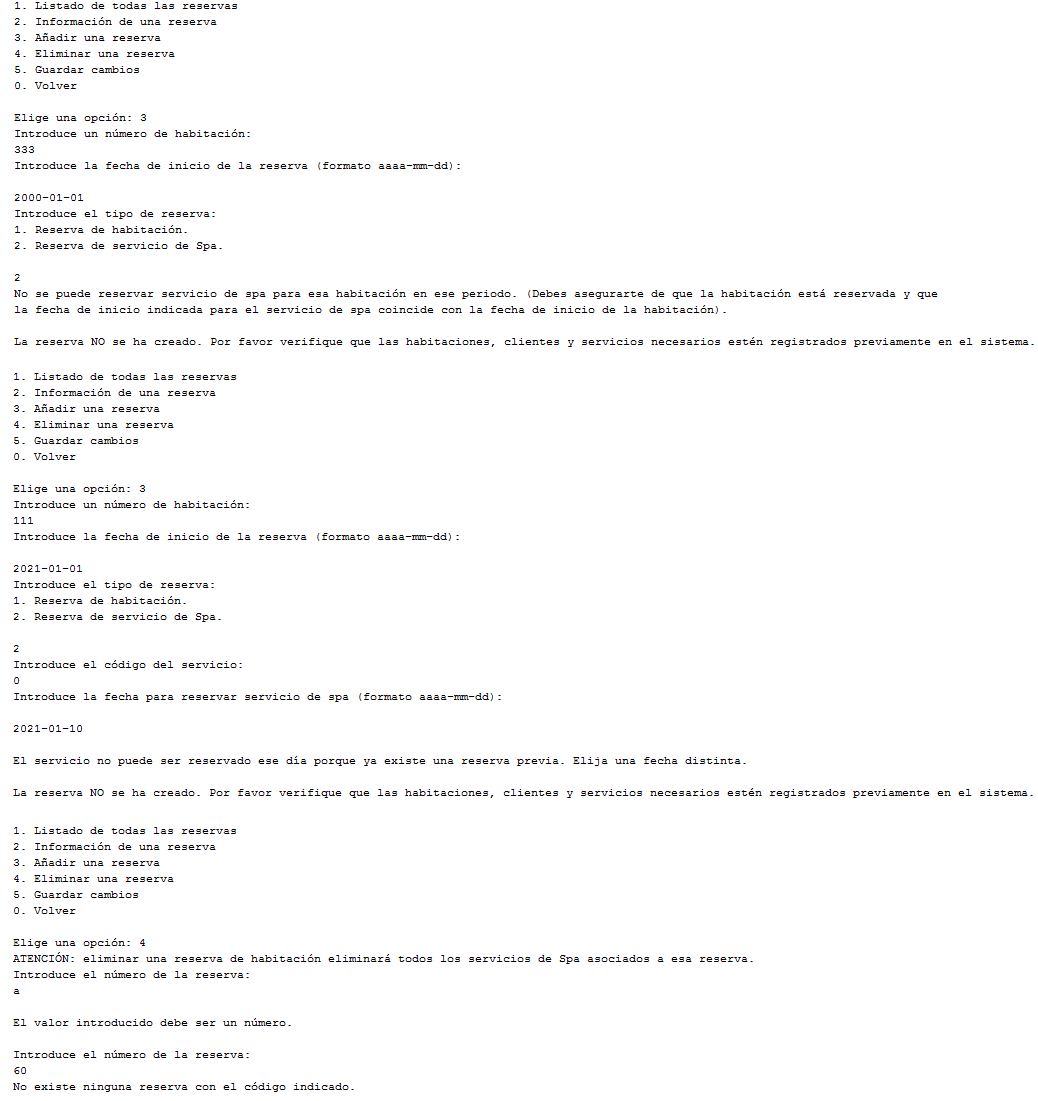 1. Listado de todas las reservas
2. Información de una reserva
3. Añadir una reserva
4. Eliminar una reserva
5. Guardar cambios
0. Volver
Elige una opción: 3
Introduce un número de habitación:
333
Introduce la fecha de inicio de la reserva (formato aaaa-mm-dd):
2000-01-01
Introduce el tipo de reserva:
1. Reserva de habitación.
2. Reserva de servicio de Spa.
2
No se puede reservar servicio de spa para esa habitación en ese periodo. (Debes asegurarte de que la habitación está reservada y que
la fecha de inicio indicada para el servicio de spa coincide con la fecha de inicio de la habitación).
La reserva NO se ha creado. Por favor verifique que las habitaciones, clientes y servicios necesarios estén registrados previamente en el sistema.
1. Listado de todas las reservas
2. Información de una reserva
3. Añadir una reserva
4. Eliminar una reserva
5. Guardar cambios
0. Volver
Elige una opción: 3
Introduce un número de habitación:
111
Introduce la fecha de inicio de la reserva (formato aaaa-mm-dd):
2021-01-01
Introduce el tipo de reserva:
1. Reserva de habitación.
2. Reserva de servicio de Spa.
2
Introduce el código del servicio:
0
Introduce la fecha para reservar servicio de spa (formato aaaa-mm-dd):
2021-01-10
El servicio no puede ser reservado ese día porque ya existe una reserva previa. Elija una fecha distinta.
La reserva NO se ha creado. Por favor verifique que las habitaciones, clientes y servicios necesarios estén registrados previamente en el sistema.
1. Listado de todas las reservas
2. Información de una reserva
3. Añadir una reserva
4. Eliminar una reserva
5. Guardar cambios
0. Volver
Elige una opción: 4
ATENCIÓN: eliminar una reserva de habitación eliminará todos los servicios de Spa asociados a esa reserva.
Introduce el número de la reserva:
a
El valor introducido debe ser un número.
Introduce el número de la reserva:
60
No existe ninguna reserva con el código indicado.